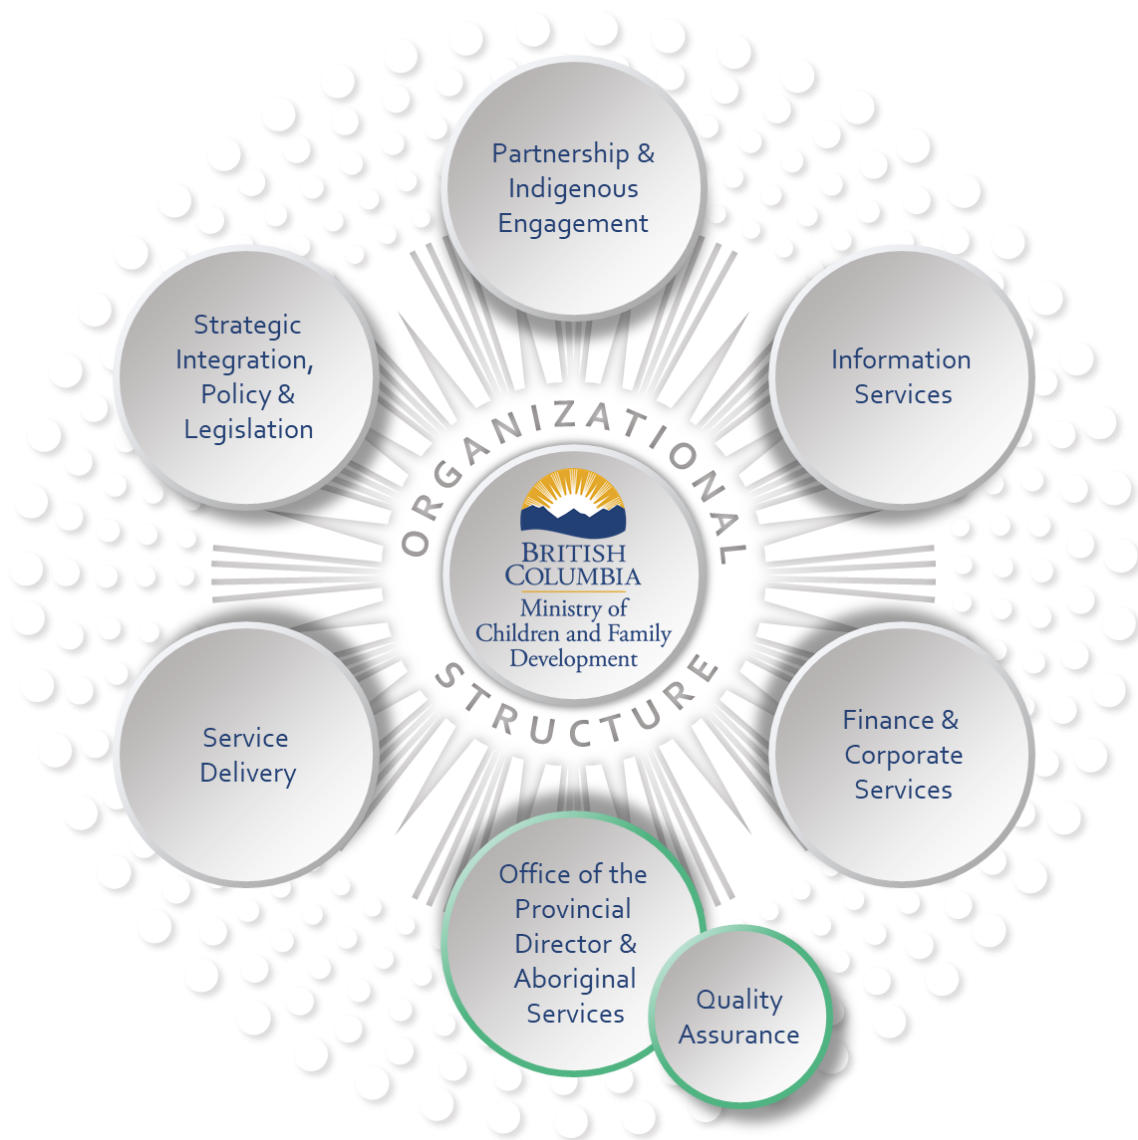 Partnership &
Indigenous
Engagement
Strategic
Integration,
Policy &
Legislation
Information
Services
ORGANIZATIONAL
BRITISH
COLUMBIA
Ministry of
Children and Family
Development
STRUCTURE
Service
Delivery
Finance &
Corporate
Services
Office of the
Provincial
Director &
Aboriginal
Services
Quality
Assurance